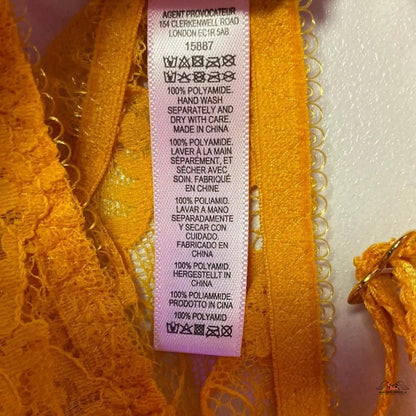 AGENT PROVOCATEUR
154 CLERKENWELL ROAD
LONDON EC1R 5AB
15887
100% POLYAMIDE.
HAND WASH
SEPARATELY AND
DRY WITH CARE.
MADE IN CHINA
100% POLYAMIDE.
LAVER À LA MAIN
SÉPARÉMENT, ET
SÉCHER AVEC
SOIN. FABRIQUÉ
EN CHINE
100% POLIAMID.
LAVAR A MANO
SEPARADAMENTE
Y SECAR CON
CUIDADO.
FABRICADO EN
CHINA
100% POLYAMID.
HERGESTELLT IN
CHINA
100% POLIAMMIDE.
PRODOTTO IN CINA
100% POLYAMID